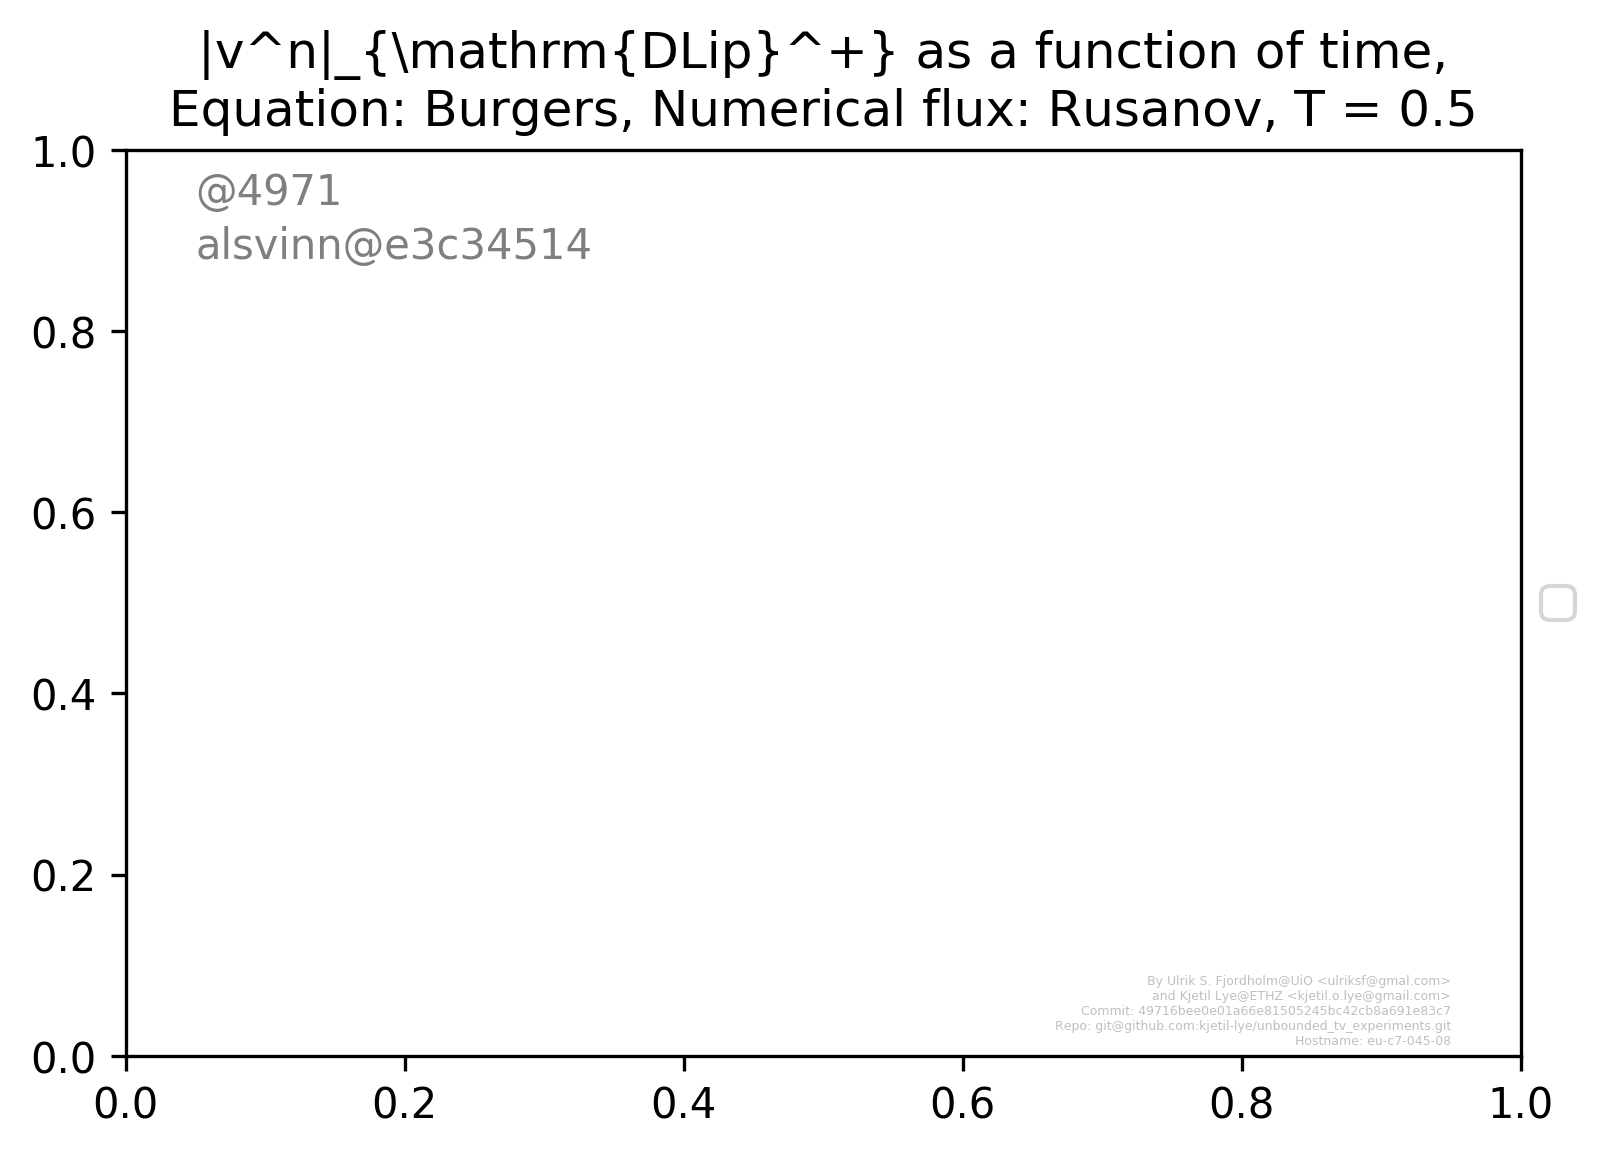 |v^n|_{\mathrm{DLip}^+} as a function of time,
Equation: Burgers, Numerical flux: Rusanov, T = 0.5
1.0
@4971
alsvinn@e3c34514
0.8
0.6
0.4
0.2
By Ulrik S. Fjordholm@UiO <ulriksf@gmal.com>
and Kjetil Lye@ETHZ <kjetil.o.lye@gmail.com>
Commit: 49716bee0e01a66e81505245bc42cb8a691e83c7
Repo: git@github.com:kjetil-lye/unbounded_tv_experiments.git
Hostname: eu-c7-045-08
0.0
0.0 0.2 0.4 0.6 0.8 1.0